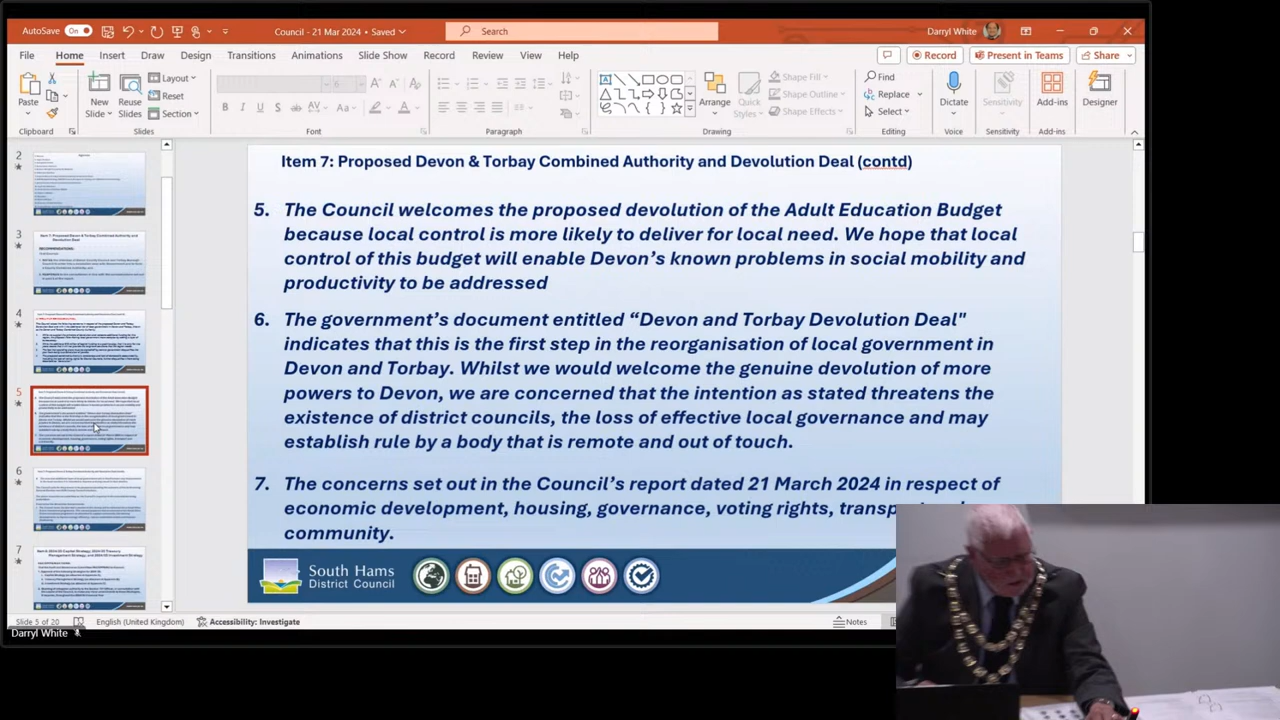 AutoSave On
Council - 21 Mar 2024 • Saved
Search
Darryl White
File Home Insert Draw Design Transitions Animations Slide Show Record Review View Help
Record Present in Teams Share
Paste
New Slide
Reuse Slides
Layout
Reset
Section
Arrange
Quick Styles
Shape Fill
Shape Outline
Shape Effects
Find
Replace
Select
Dictate
Sensitivity
Add-ins
Designer
Clipboard Slides Font Paragraph Drawing Editing Voice Sensitivity Add-ins
2
3
4
5
6
7
Item 7: Proposed Devon & Torbay Combined Authority and Devolution Deal (contd)
5. The Council welcomes the proposed devolution of the Adult Education Budget
because local control is more likely to deliver for local need. We hope that local
control of this budget will enable Devon's known problems in social mobility and
productivity to be addressed
6. The government's document entitled “Devon and Torbay Devolution Deal"
indicates that this is the first step in the reorganisation of local government in
Devon and Torbay. Whilst we would welcome the genuine devolution of more
powers to Devon, we are concerned that the intention as stated threatens the
existence of districts, risks the loss of effective local governance and may
establish rule by a body that is remote and out of touch.
7. The concerns set out in the Council's report dated 21 March 2024 in respect of
economic development, housing, governance, voting rights,
community.
South Hams
District Council
Slide 5 of 20 English (United Kingdom) Accessibility: Investigate Notes
Darryl White